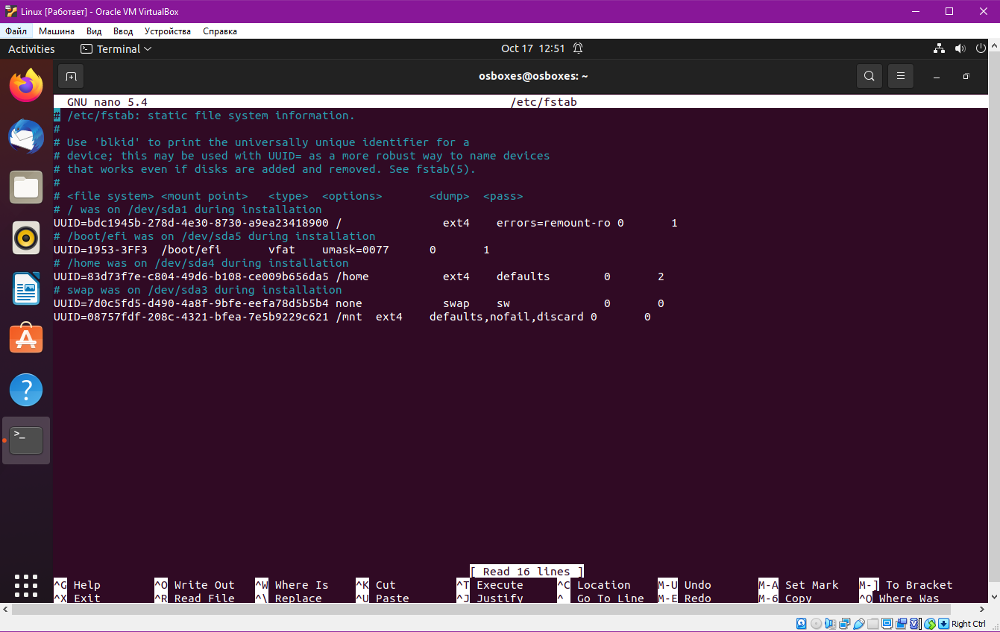 Linux [Работает] - Oracle VM VirtualBox
Файл Машина Вид Ввод Устройства Справка
Activities Terminal Oct 17 12:51
osboxes@osboxes: ~
GNU nano 5.4 /etc/fstab
# /etc/fstab: static file system information.
#
# Use 'blkid' to print the universally unique identifier for a
# device; this may be used with UUID= as a more robust way to name devices
# that works even if disks are added and removed. See fstab(5).
#
# <file system> <mount point> <type> <options> <dump> <pass>
# / was on /dev/sda1 during installation
UUID=bdc1945b-278d-4e30-8730-a9ea23418900 / ext4 errors=remount-ro 0 1
# /boot/efi was on /dev/sda5 during installation
UUID=1953-3FF3 /boot/efi vfat umask=0077 0 1
# /home was on /dev/sda4 during installation
UUID=83d73f7e-c804-49d6-b108-ce009b656da5 /home ext4 defaults 0 2
# swap was on /dev/sda3 during installation
UUID=7d0c5fd5-d490-4a8f-9bfe-eefa78d5b5b4 none swap sw 0 0
UUID=08757fdf-208c-4321-bfea-7e5b9229c621 /mnt ext4 defaults,nofail,discard 0 0
[ Read 16 lines ]
^G Help ^O Write Out ^W Where Is ^K Cut ^T Execute ^C Location M-U Undo M-A Set Mark M-] To Bracket
^X Exit ^R Read File ^\ Replace ^U Paste ^J Justify ^_ Go To Line M-E Redo M-6 Copy ^Q Where Was
Right Ctrl